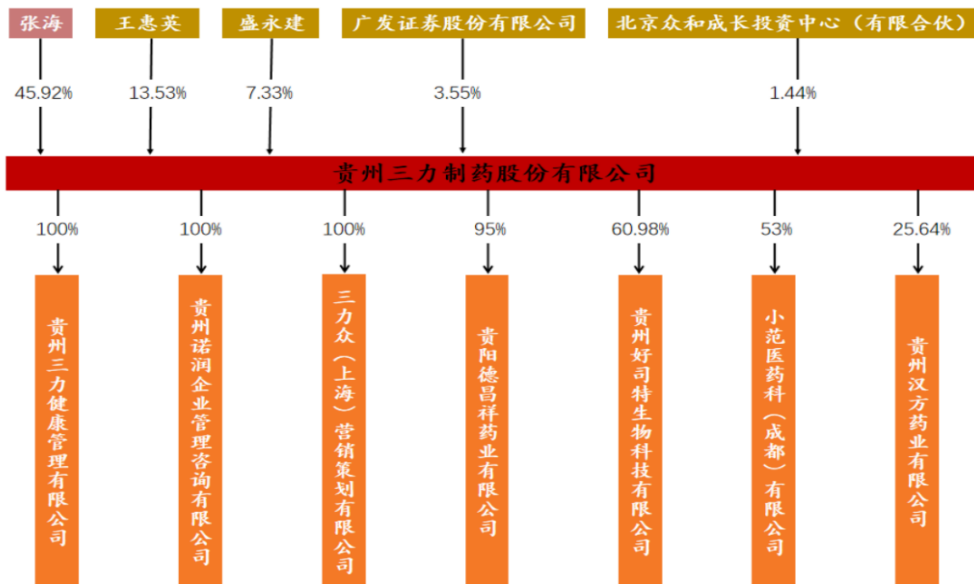 张海
王惠英
盛永建
广发证券股份有限公司
北京众和成长投资中心（有限合伙）
45.92%
13.53%
7.33%
3.55%
1.44%
贵州三力制药股份有限公司
100%
100%
100%
95%
60.98%
53%
25.64%
贵州三力健康管理有限公司
贵州诺润企业管理咨询有限公司
三力众（上海）营销策划有限公司
贵阳德昌祥药业有限公司
贵州好司特生物科技有限公司
小范医药科（成都）有限公司
贵州汉方药业有限公司